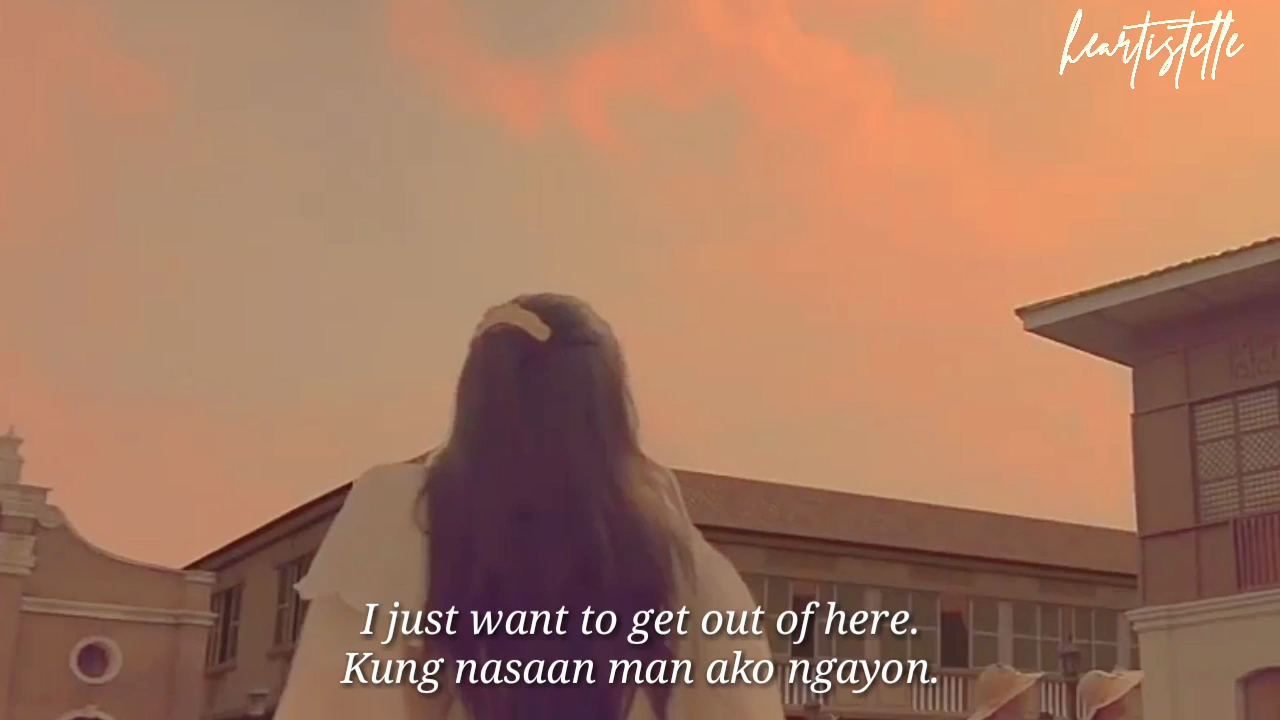 heartistelle
I just want to get out of here.
Kung nasaan man ako ngayon.